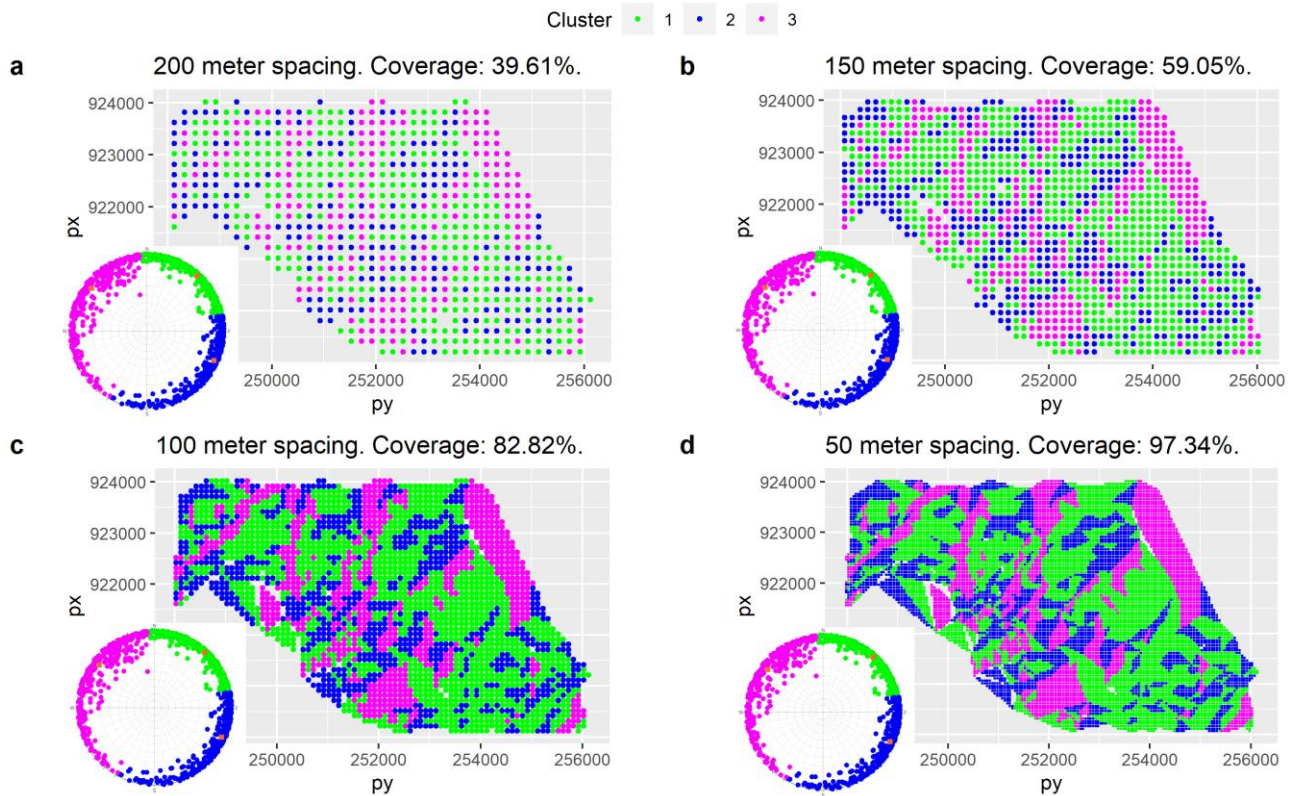 Cluster 1 2 3
a
200 meter spacing. Coverage: 39.61%.
924000
923000
922000
px
250000 252000 254000 256000
py
b
150 meter spacing. Coverage: 59.05%.
924000
923000
922000
px
250000 252000 254000 256000
py
c
100 meter spacing. Coverage: 82.82%.
924000
923000
922000
px
250000 252000 254000 256000
py
d
50 meter spacing. Coverage: 97.34%.
924000
923000
922000
px
250000 252000 254000 256000
py